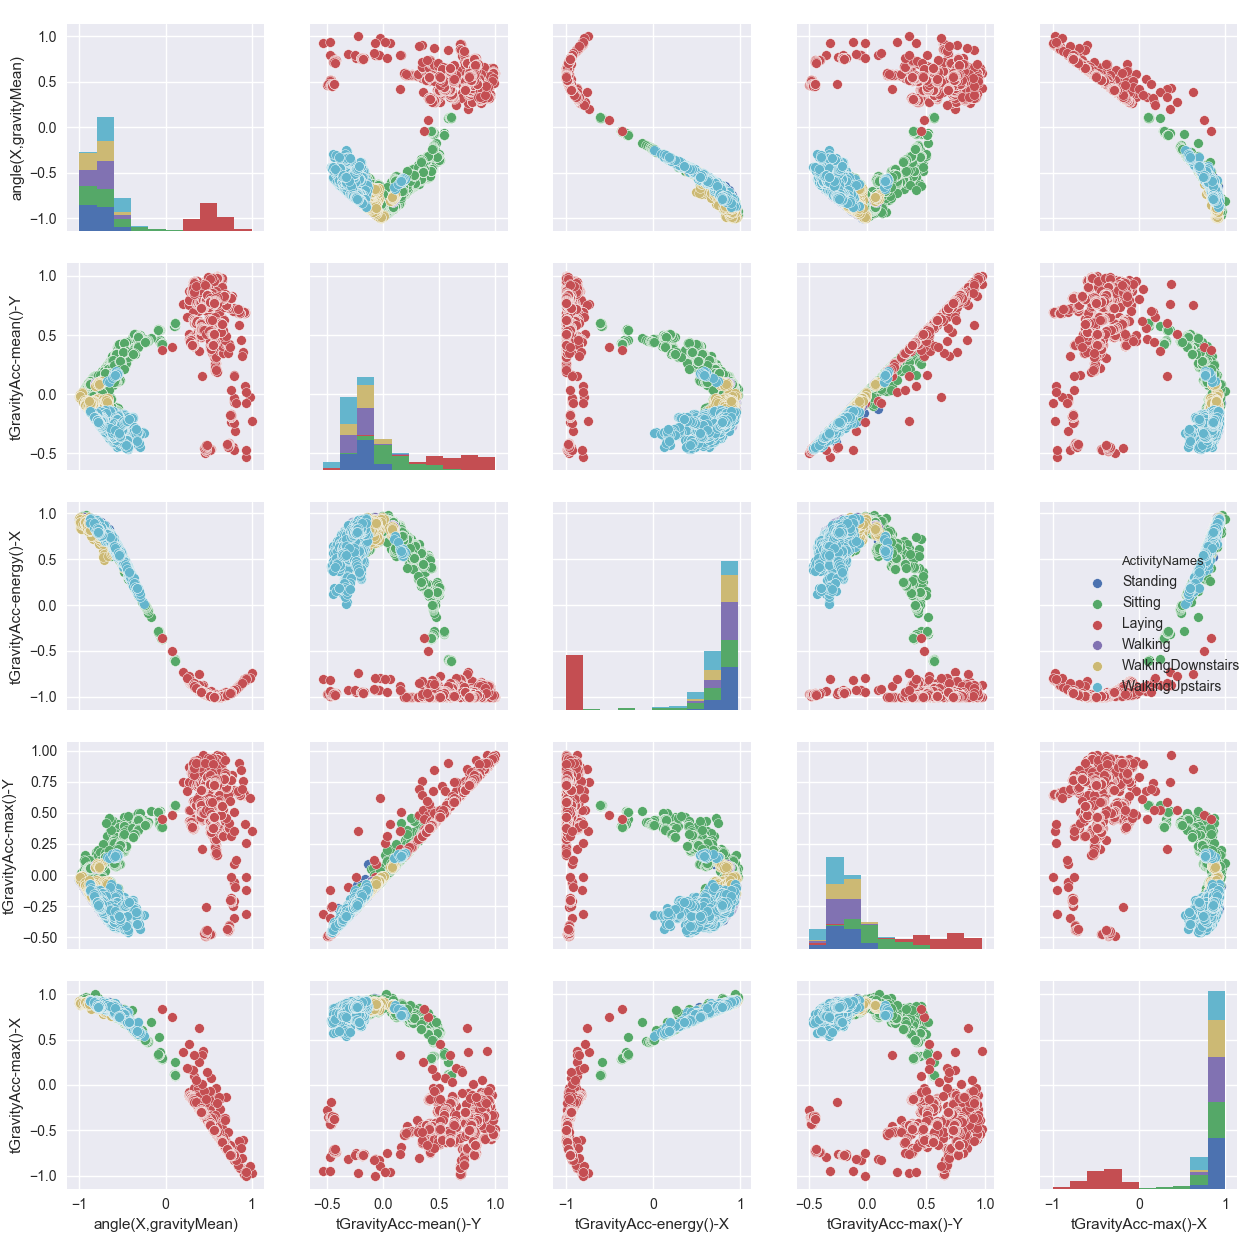 1.0
0.5
0.0
−0.5
−1.0
angle(X,gravityMean)
1.0
0.5
0.0
−0.5
tGravityAcc-mean()-Y
1.0
0.5
0.0
−0.5
−1.0
tGravityAcc-energy()-X
ActivityNames
Standing
Sitting
Laying
Walking
WalkingDownstairs
WalkingUpstairs
1.00
0.75
0.50
0.25
0.00
−0.25
−0.50
tGravityAcc-max()-Y
1.0
0.5
0.0
−0.5
−1.0
tGravityAcc-max()-X
−1 0 1 −0.5 0.0 0.5 1.0 −1 0 1 −0.5 0.0 0.5 1.0 −1 0 1
angle(X,gravityMean) tGravityAcc-mean()-Y tGravityAcc-energy()-X tGravityAcc-max()-Y tGravityAcc-max()-X